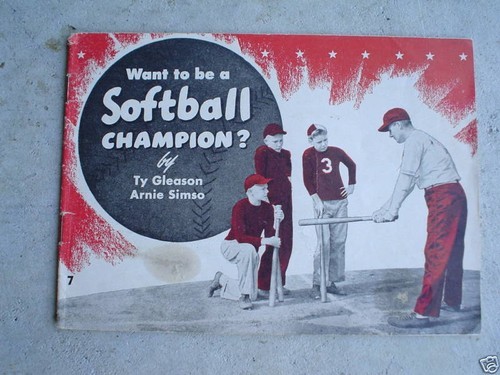 Want to be a
Softball
CHAMPION?
by
Ty Gleason
Arnie Simso
3
7